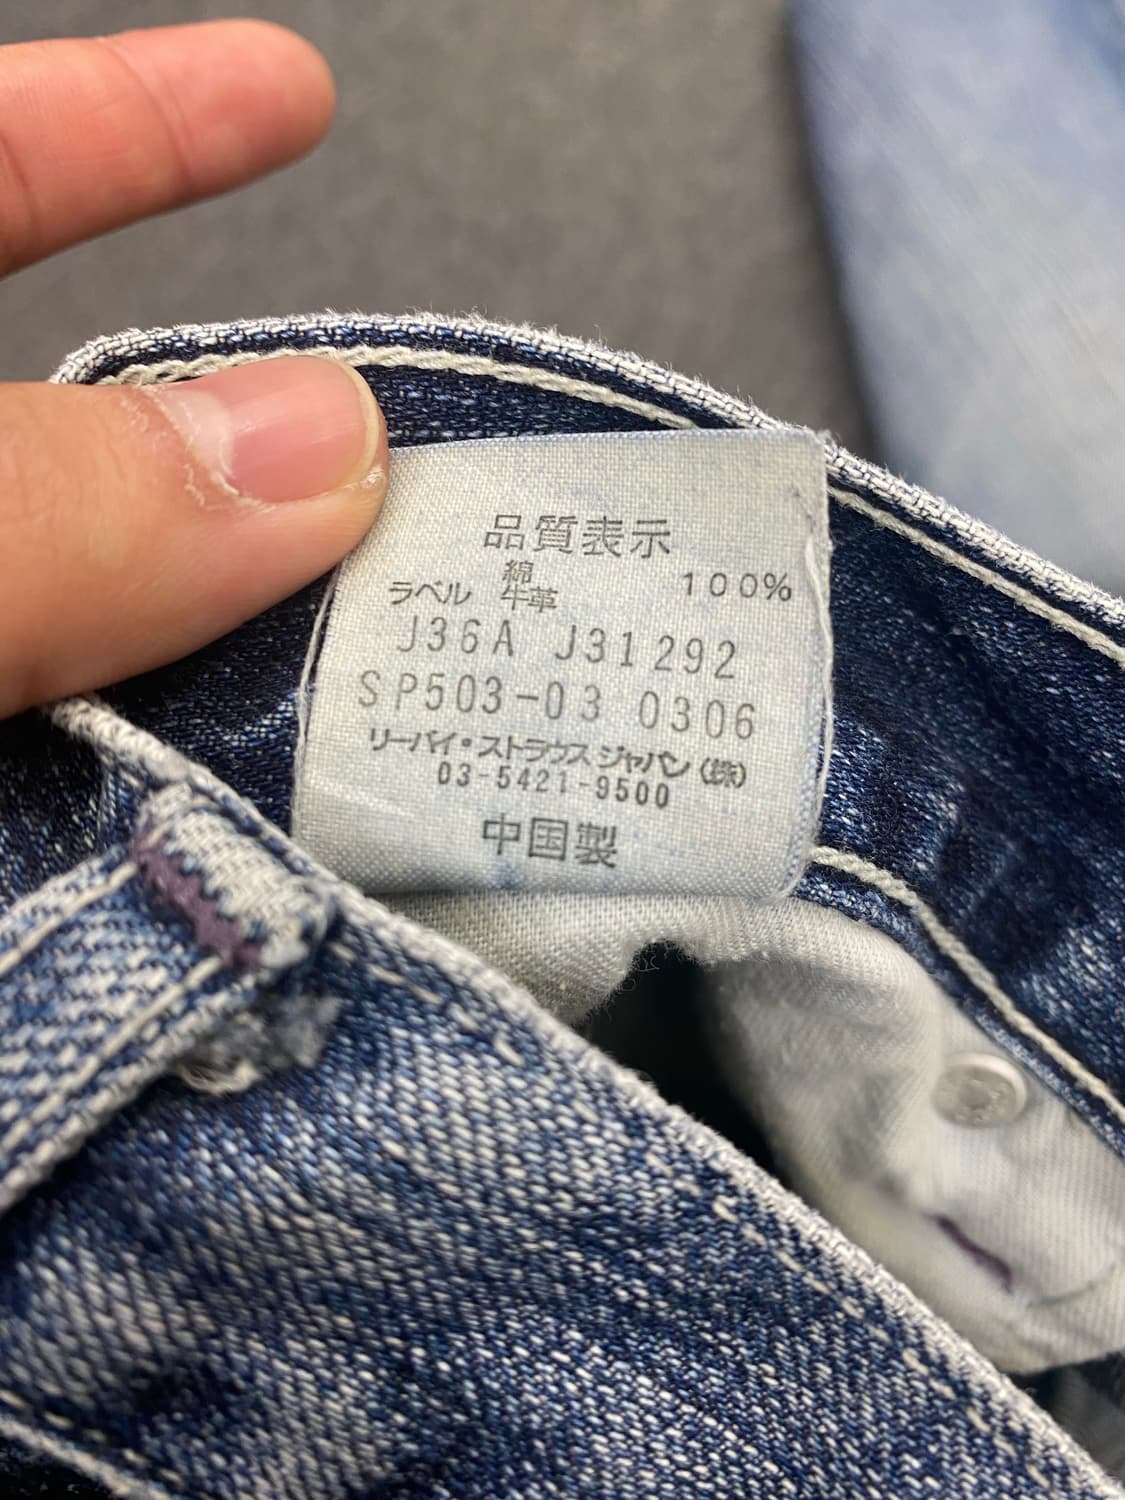 品質表示
綿 100%
ラベル 牛革
J36A J31292
SP503-03 0306
リーバイ・ストラウス ジャパン(株)
03-5421-9500
中国製